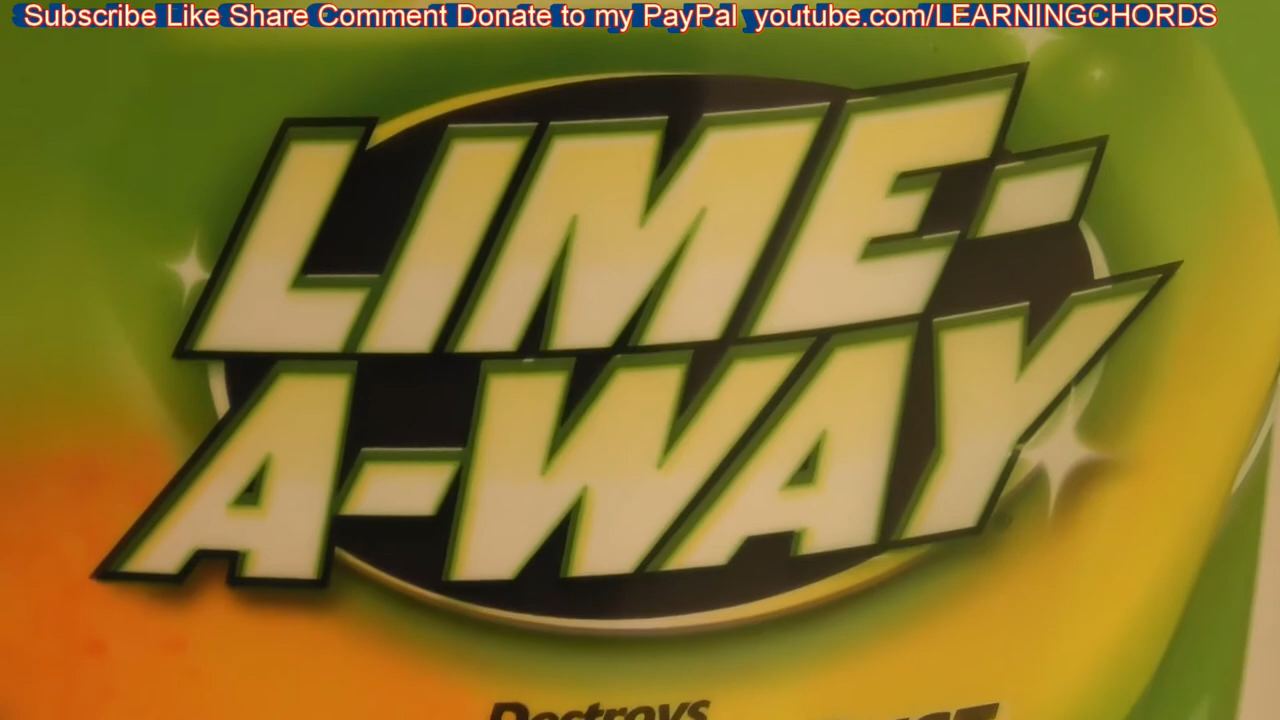 Subscribe Like Share Comment Donate to my PayPal youtube.com/LEARNINGCHORDS
LIME-
A-WAY
Destroys